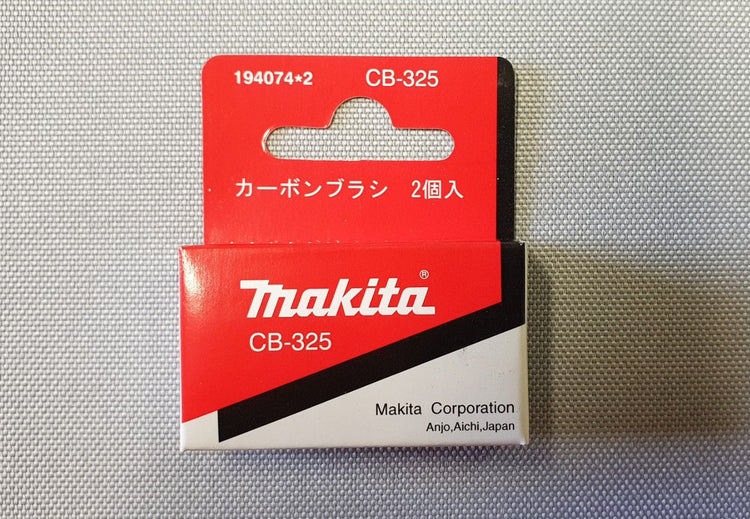 194074*2 CB-325
カーボンブラシ 2個入
makita®
CB-325
Makita Corporation
Anjo,Aichi,Japan